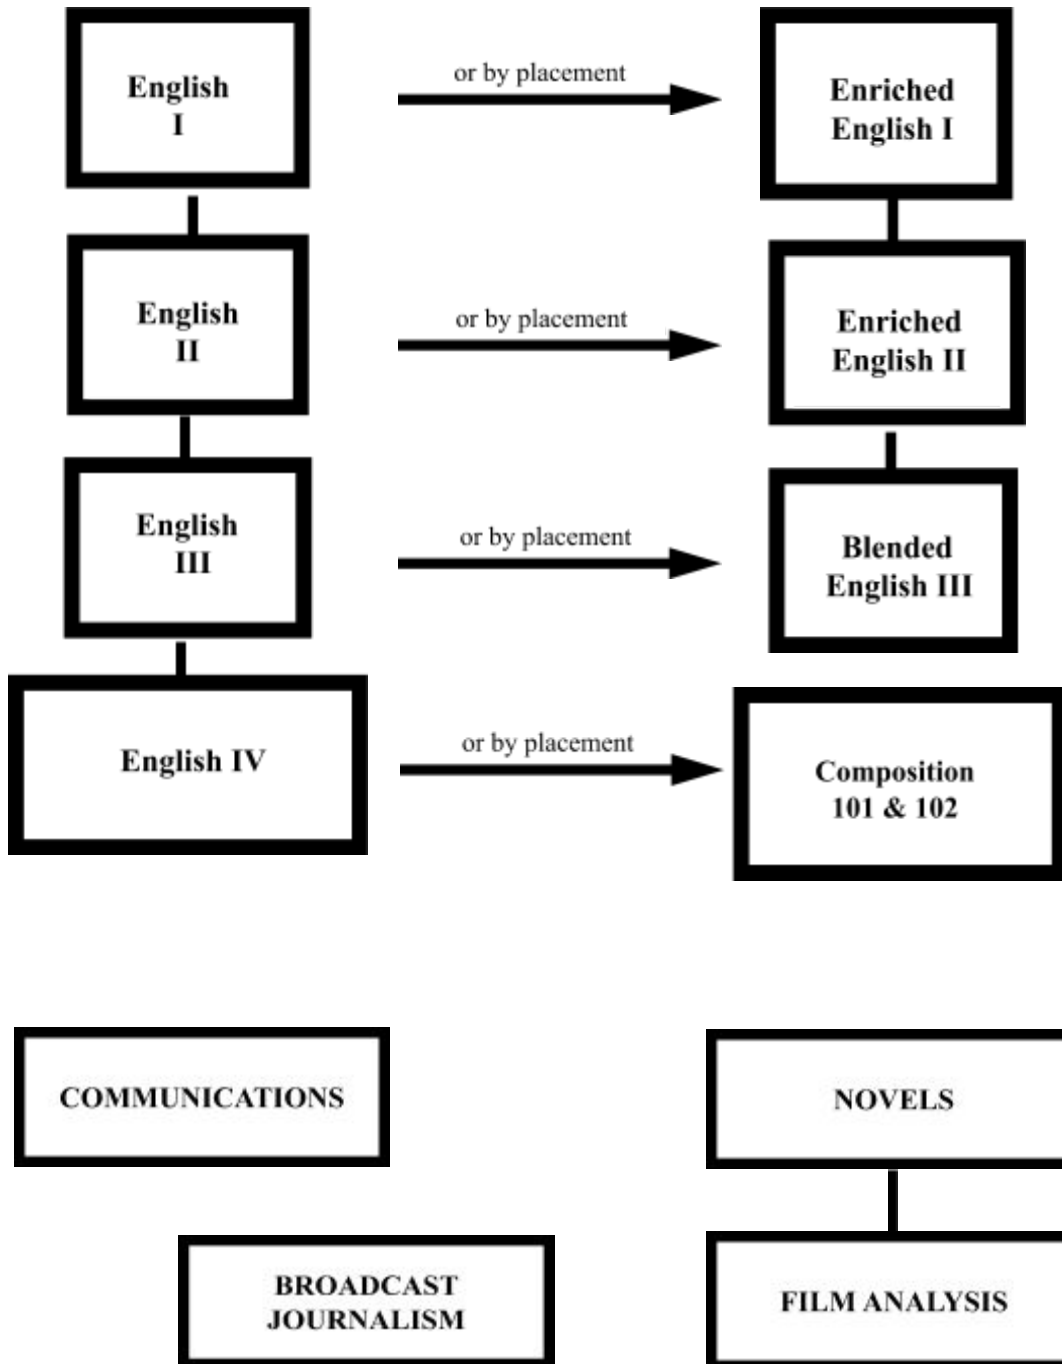 English
I
or by placement
Enriched
English I
English
II
or by placement
Enriched
English II
English
III
or by placement
Blended
English III
English IV
or by placement
Composition
101 & 102
COMMUNICATIONS
NOVELS
BROADCAST
JOURNALISM
FILM ANALYSIS